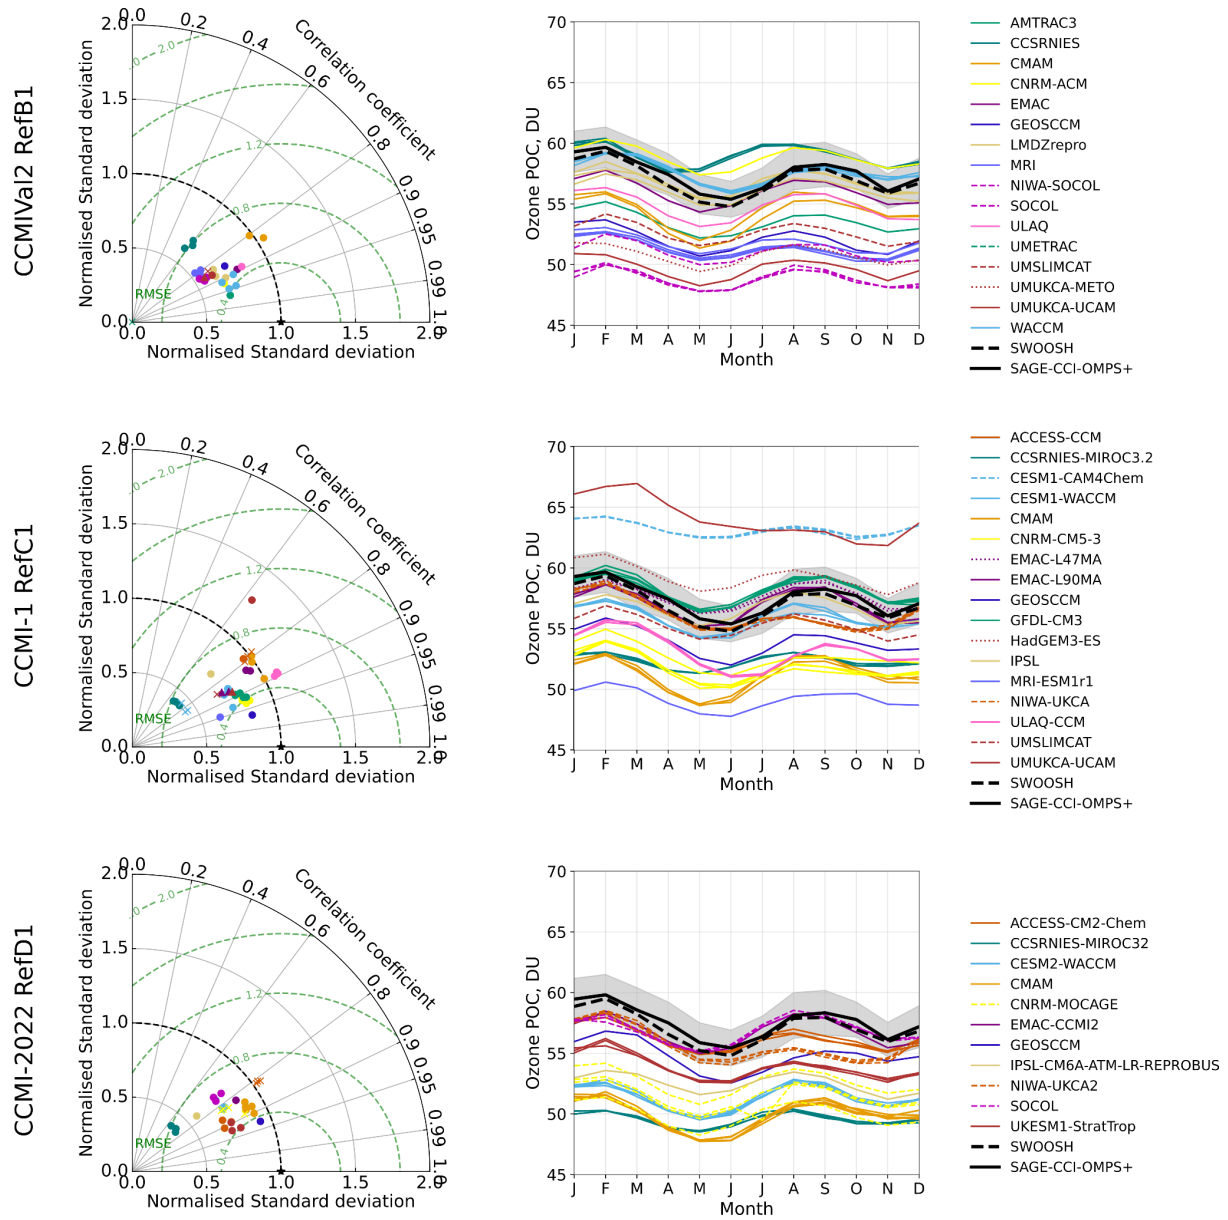 CCMIVal2 RefB1
Normalised Standard deviation
2.0
1.5
1.0
0.5
0.0
0.0
0.2
0.4
0.6
0.8
0.9
0.95
0.99
1.0
Correlation coefficient
2.0
1.2
0.8
0.4
RMSE
0.0 0.5 1.0 1.5 2.0
Normalised Standard deviation
Ozone POC, DU
70
65
60
55
50
45
J F M A M J J A S O N D
Month
AMTRAC3
CCSRNIES
CMAM
CNRM-ACM
EMAC
GEOSCCM
LMDZrepro
MRI
NIWA-SOCOL
SOCOL
ULAQ
UMETRAC
UMSLIMCAT
UMUKCA-METO
UMUKCA-UCAM
WACCM
SWOOSH
SAGE-CCI-OMPS+
CCMI-1 RefC1
Normalised Standard deviation
2.0
1.5
1.0
0.5
0.0
0.0
0.2
0.4
0.6
0.8
0.9
0.95
0.99
1.0
Correlation coefficient
2.0
1.2
0.8
0.4
RMSE
0.0 0.5 1.0 1.5 2.0
Normalised Standard deviation
Ozone POC, DU
70
65
60
55
50
45
J F M A M J J A S O N D
Month
ACCESS-CCM
CCSRNIES-MIROC3.2
CESM1-CAM4Chem
CESM1-WACCM
CMAM
CNRM-CM5-3
EMAC-L47MA
EMAC-L90MA
GEOSCCM
GFDL-CM3
HadGEM3-ES
IPSL
MRI-ESM1r1
NIWA-UKCA
ULAQ-CCM
UMSLIMCAT
UMUKCA-UCAM
SWOOSH
SAGE-CCI-OMPS+
CCMI-2022 RefD1
Normalised Standard deviation
2.0
1.5
1.0
0.5
0.0
0.0
0.2
0.4
0.6
0.8
0.9
0.95
0.99
1.0
Correlation coefficient
2.0
1.2
0.8
0.4
RMSE
0.0 0.5 1.0 1.5 2.0
Normalised Standard deviation
Ozone POC, DU
70
65
60
55
50
45
J F M A M J J A S O N D
Month
ACCESS-CM2-Chem
CCSRNIES-MIROC32
CESM2-WACCM
CMAM
CNRM-MOCAGE
EMAC-CCMI2
GEOSCCM
IPSL-CM6A-ATM-LR-REPROBUS
NIWA-UKCA2
SOCOL
UKESM1-StratTrop
SWOOSH
SAGE-CCI-OMPS+